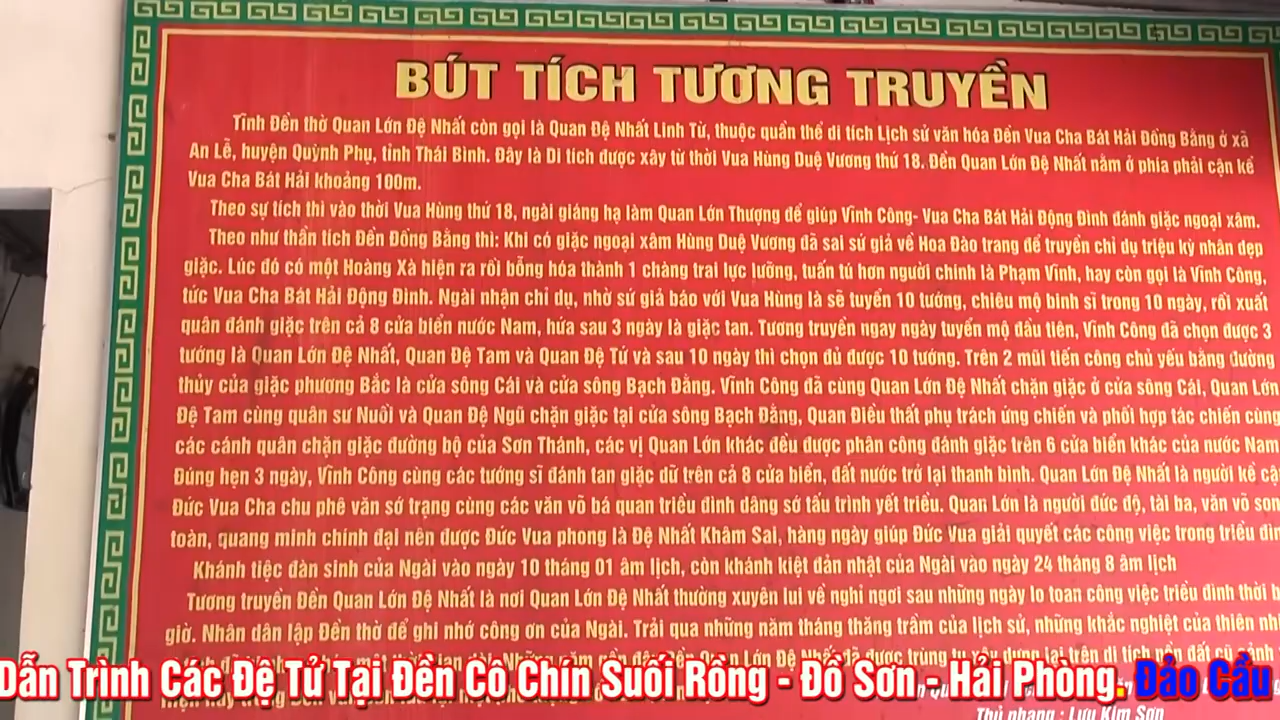 BÚT TÍCH TƯƠNG TRUYỀN
Tĩnh Đền thờ Quan Lớn Đệ Nhất còn gọi là Quan Đệ Nhất Linh Từ, thuộc quần thể di tích Lịch sử văn hóa Đền Vua Cha Bát Hải Đồng Bằng ở xã
An Lễ, huyện Quỳnh Phụ, tỉnh Thái Bình. Đây là Di tích được xây từ thời Vua Hùng Duệ Vương thứ 18. Đền Quan Lớn Đệ Nhất nằm ở phía phải cận kề
Vua Cha Bát Hải khoảng 100m.
Theo sự tích thì vào thời Vua Hùng thứ 18, ngài giáng hạ làm Quan Lớn Thượng để giúp Vĩnh Công- Vua Cha Bát Hải Động Đình đánh giặc ngoại xâm.
Theo như thần tích Đền Đồng Bằng thì: Khi có giặc ngoại xâm Hùng Duệ Vương đã sai sứ giả về Hoa Đào trang để truyền chỉ dụ triệu kỳ nhân dẹp
giặc. Lúc đó có một Hoàng Xà hiện ra rồi bỗng hóa thành 1 chàng trai lực lưỡng, tuấn tú hơn người chính là Phạm Vĩnh, hay còn gọi là Vĩnh Công,
tức Vua Cha Bát Hải Động Đình. Ngài nhận chỉ dụ, nhờ sứ giả báo với Vua Hùng là sẽ tuyển 10 tướng, chiêu mộ binh sĩ trong 10 ngày, rồi xuất
quân đánh giặc trên cả 8 cửa biển nước Nam, hứa sau 3 ngày là giặc tan. Tương truyền ngay ngày tuyển mộ đầu tiên, Vĩnh Công đã chọn được 3
tướng là Quan Lớn Đệ Nhất, Quan Đệ Tam và Quan Đệ Tứ và sau 10 ngày thì chọn đủ được 10 tướng. Trên 2 mũi tiến công chủ yếu bằng đường
thủy của giặc phương Bắc là cửa sông Cái và cửa sông Bạch Đằng. Vĩnh Công đã cùng Quan Lớn Đệ Nhất chặn giặc ở cửa sông Cái, Quan Lớn
Đệ Tam cùng quân sư Nuồi và Quan Đệ Ngũ chặn giặc tại cửa sông Bạch Đằng, Quan Điều thất phụ trách ứng chiến và phối hợp tác chiến cùng
các cánh quân chặn giặc đường bộ của Sơn Thánh, các vị Quan Lớn khác đều được phân công đánh giặc trên 6 cửa biển khác của nước Nam
Đúng hẹn 3 ngày, Vĩnh Công cùng các tướng sĩ đánh tan giặc dữ trên cả 8 cửa biển, đất nước trở lại thanh bình. Quan Lớn Đệ Nhất là người kề cậ
Đức Vua Cha chu phê văn sớ trạng cùng các văn võ bá quan triều đình dâng sớ tấu trình yết triều. Quan Lớn là người đức độ, tài ba, văn võ son
toàn, quang minh chính đại nên được Đức Vua phong là Đệ Nhất Khâm Sai, hàng ngày giúp Đức Vua giải quyết các công việc trong triều đìn
Khánh tiệc đàn sinh của Ngài vào ngày 10 tháng 01 âm lịch, còn khánh kiệt đản nhật của Ngài vào ngày 24 tháng 8 âm lịch
Tương truyền Đền Quan Lớn Đệ Nhất là nơi Quan Lớn Đệ Nhất thường xuyên lui về nghỉ ngơi sau những ngày lo toan công việc triều đình thời b
giờ. Nhân dân lập Đền thờ để ghi nhớ công ơn của Ngài. Trải qua những năm tháng thăng trầm của lịch sử, những khắc nghiệt của thiên nh
Lớn Đệ Nhất đã được trùng tu xây dựng lại trên di tích nền đất cũ
Dẫn Trình Các Đệ Tử Tại Đền Cô Chín Suối Rồng - Đồ Sơn - Hải Phòng. Đảo Cầu
Thủ nhang : Lưu Kim Sơn